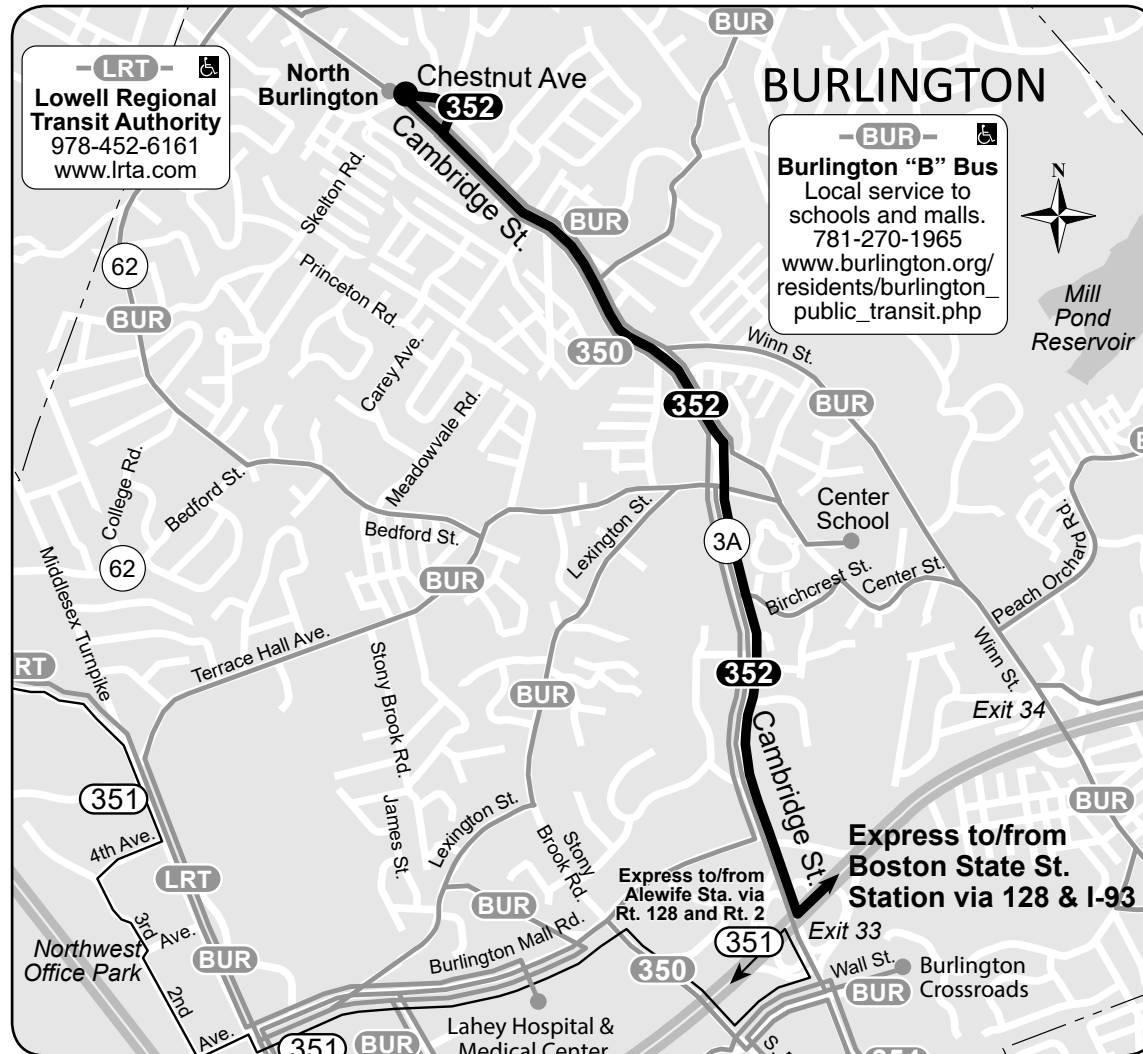 BUR
LRT
Lowell Regional
Transit Authority
978-452-6161
www.lrta.com
North
Burlington
Chestnut Ave
352
BURLINGTON
BUR
Burlington “B” Bus
Local service to
schools and malls.
781-270-1965
www.burlington.org/
residents/burlington_
public_transit.php
N
Cambridge St.
Skelton Rd.
BUR
62
Princeton Rd.
Mill
Pond
Reservoir
BUR
350
Winn St.
Carey Ave.
352
BUR
Meadowvale Rd.
College Rd.
Bedford St.
Center
School
Lexington St.
Bedford St.
3A
62
BUR
Birchcrest St.
Center St.
Peach Orchard Rd.
Middlesex Turnpike
Terrace Hall Ave.
RT
Stony Brook Rd.
BUR
352
Winn St.
Exit 34
Cambridge St.
351
James St.
Lexington St.
BUR
4th Ave.
Stony
Brook Rd.
Express to/from
Boston State St.
Station via 128 & I-93
LRT
Express to/from
Alewife Sta. via
Rt. 128 and Rt. 2
BUR
3rd
Ave.
Exit 33
351
Northwest
Office Park
BUR
Burlington Mall Rd.
350
Wall St.
Burlington
Crossroads
BUR
2nd
Ave.
Lahey Hospital &
Medical Center
351
BUR